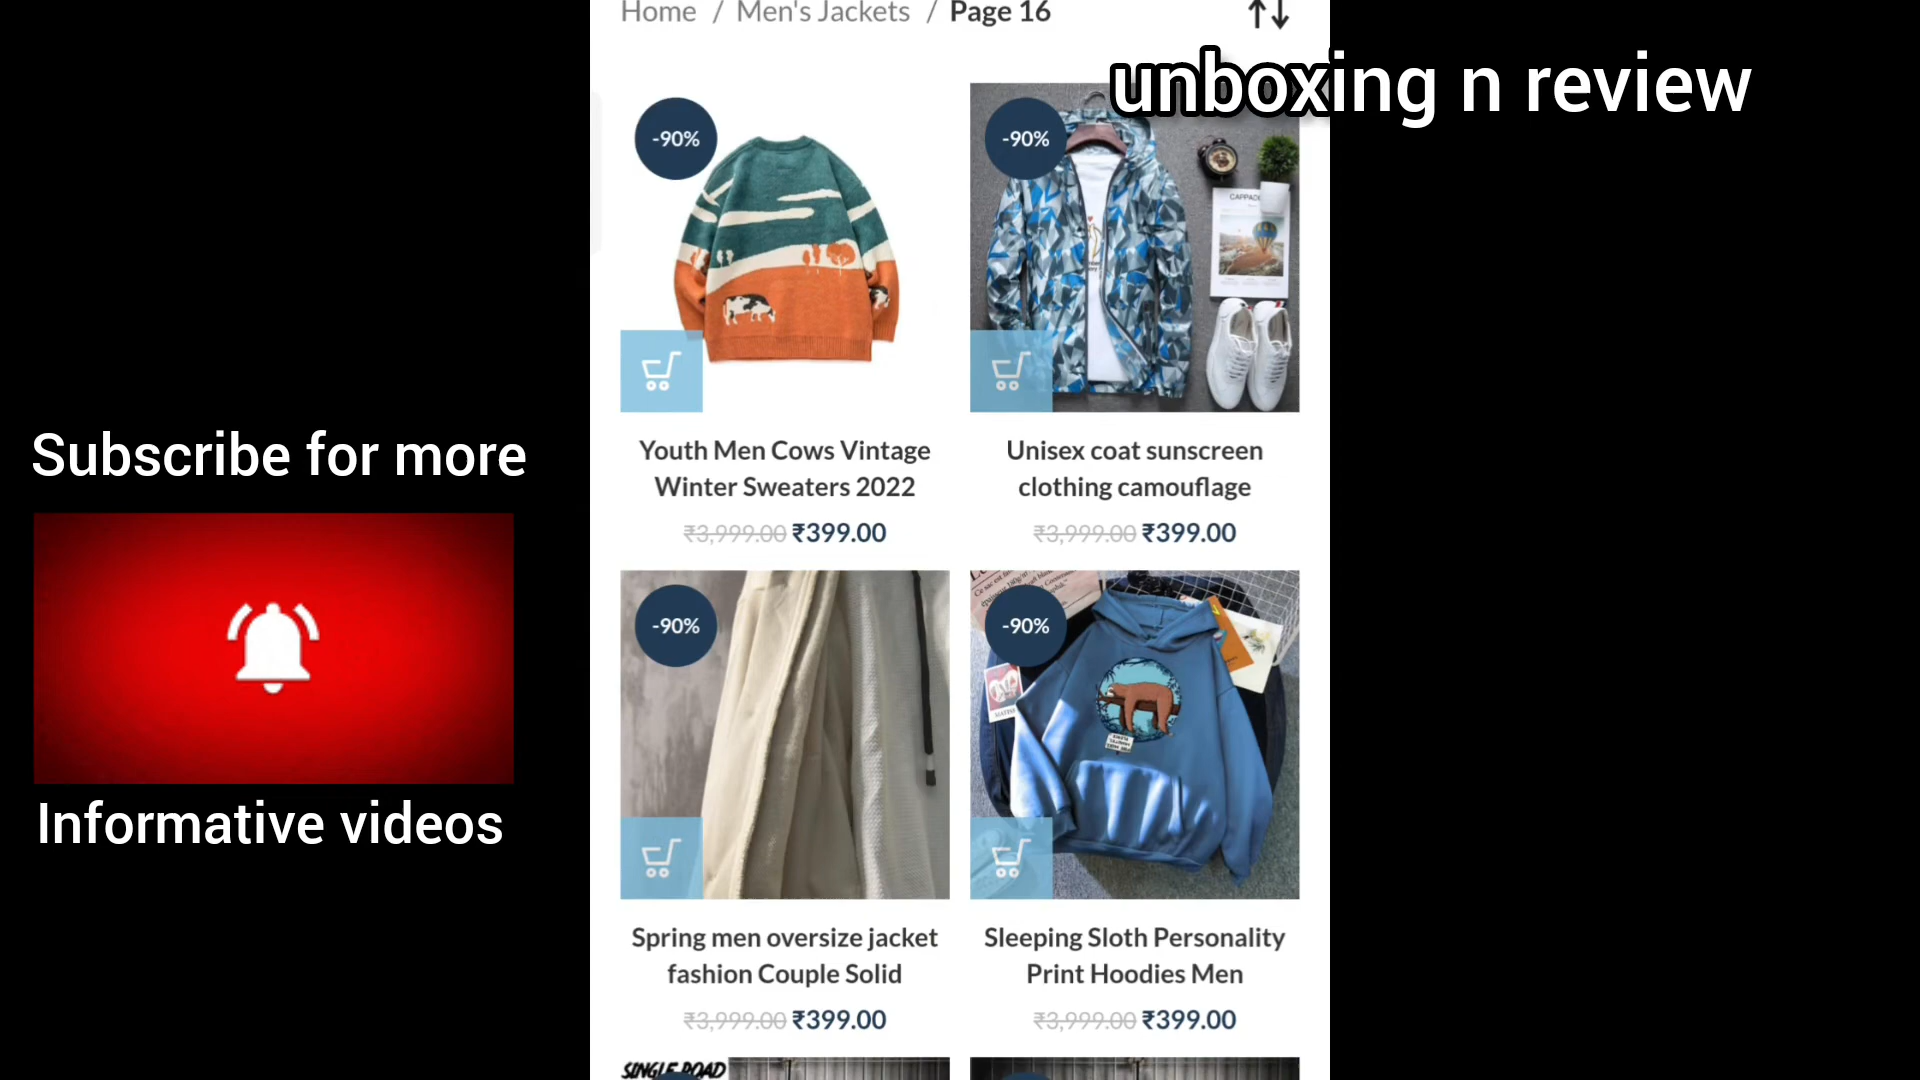 Home / Men's Jackets / Page 16
unboxing n review
-90%
-90%
CAPPAD
Youth Men Cows Vintage
Winter Sweaters 2022
₹3,999.00 ₹399.00
Unisex coat sunscreen
clothing camouflage
₹3,999.00 ₹399.00
Subscribe for more
Informative videos
-90%
-90%
Spring men oversize jacket
fashion Couple Solid
₹3,999.00 ₹399.00
Sleeping Sloth Personality
Print Hoodies Men
₹3,999.00 ₹399.00
SINGLE ROAD